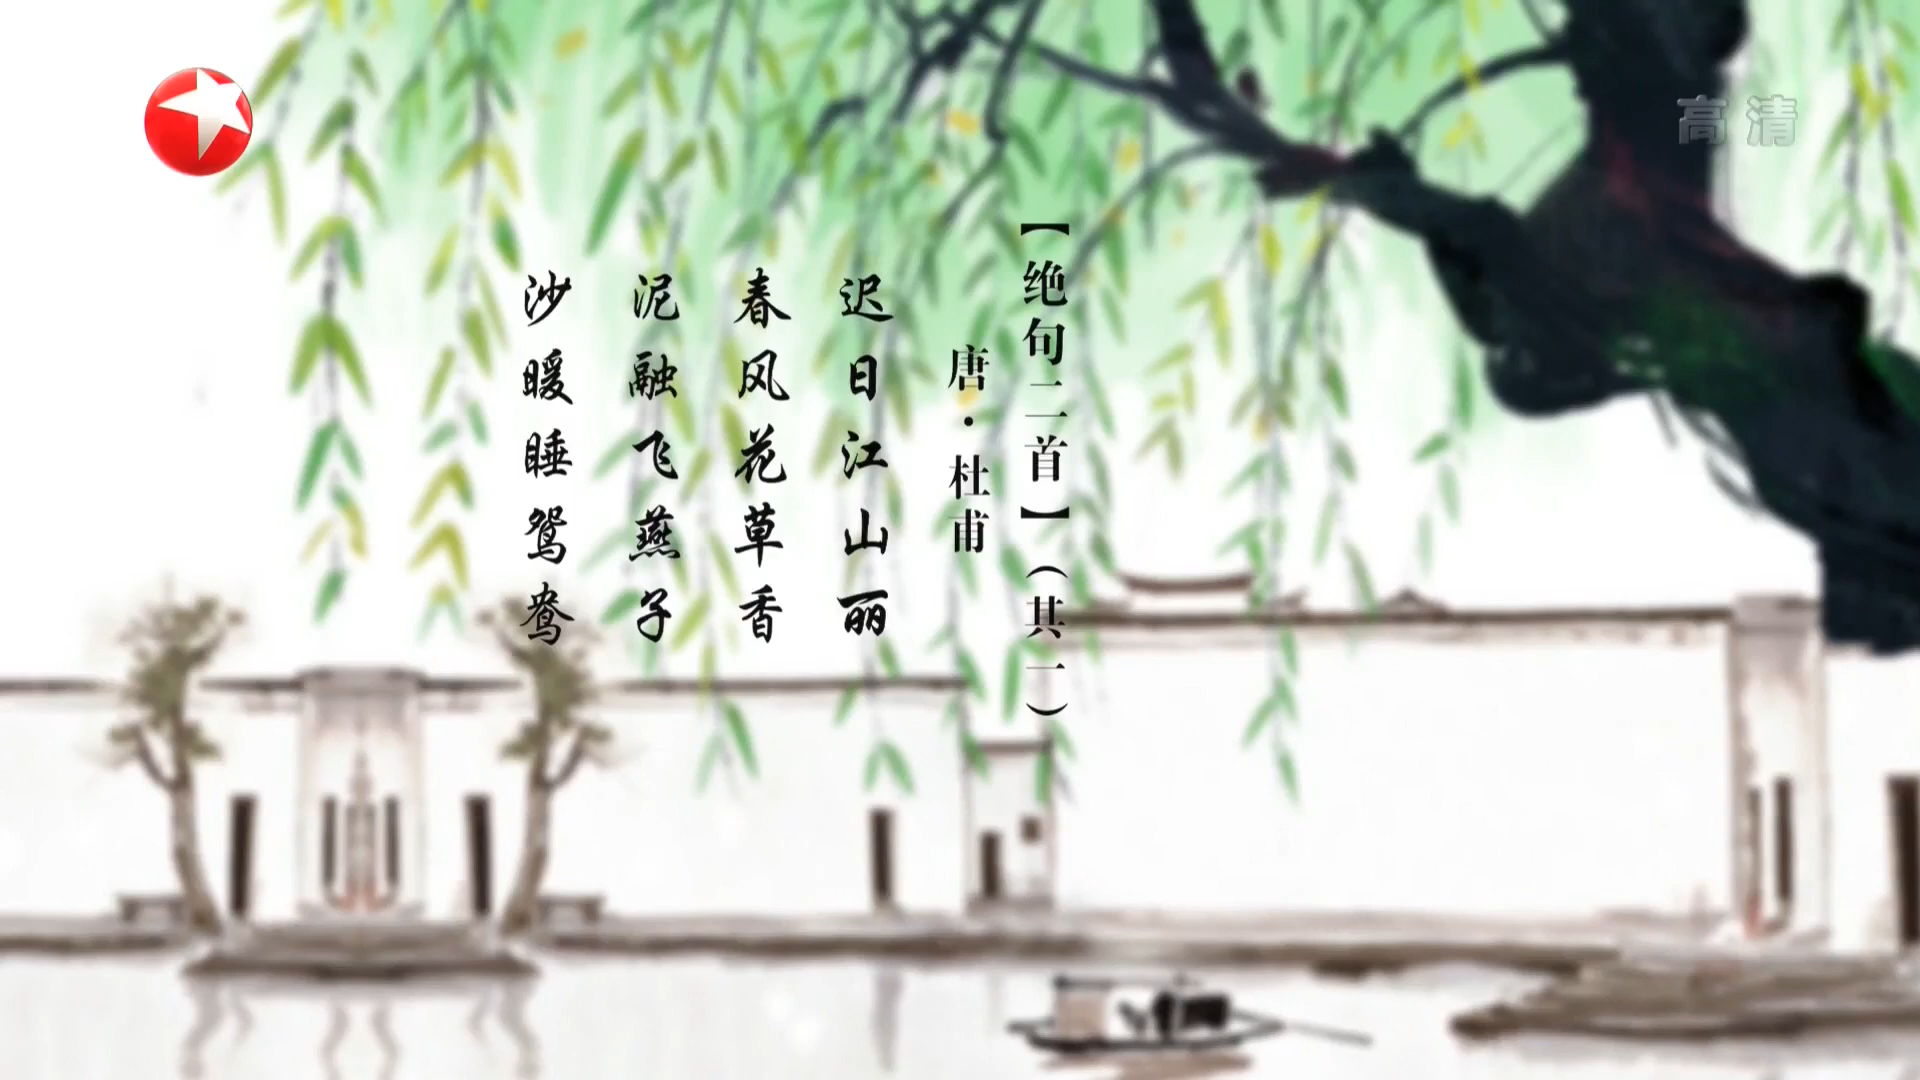 高清
【绝句二首】（共一）
唐·杜甫
迟日江山丽
春风花草香
泥融飞燕子
沙暖睡鸳鸯